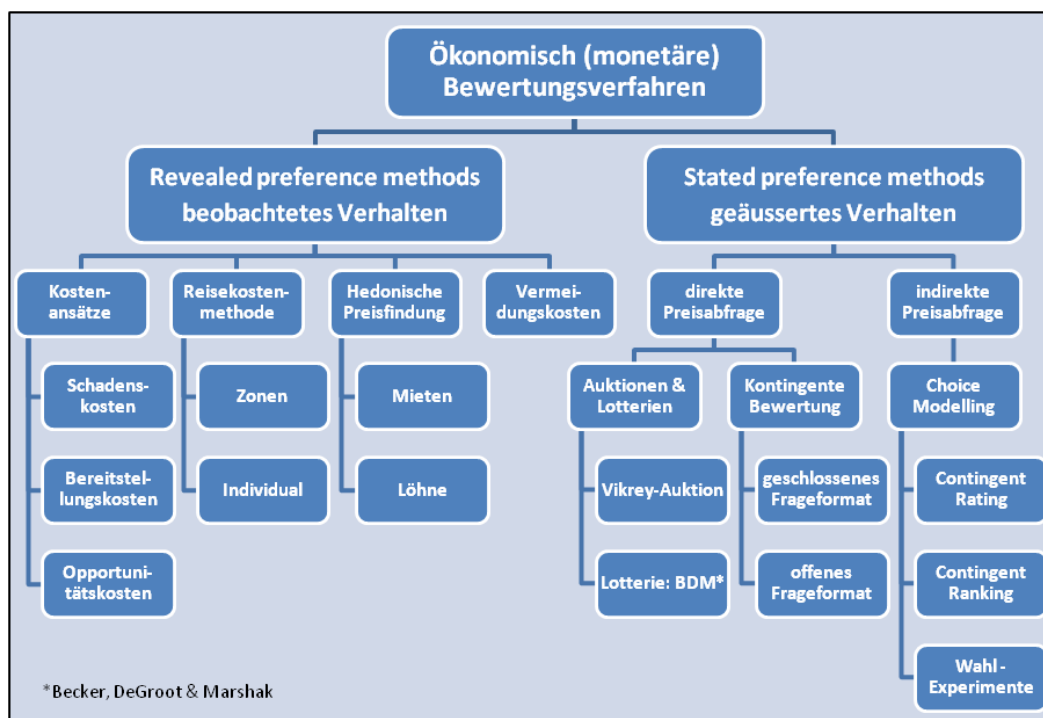 Ökonomisch (monetäre)
Bewertungsverfahren
Revealed preference methods
beobachtetes Verhalten
Stated preference methods
geäussertes Verhalten
Kosten-
ansätze
Reisekosten-
methode
Hedonische
Preisfindung
Vermei-
dungskosten
direkte
Preisabfrage
indirekte
Preisabfrage
Schadens-
kosten
Zonen
Mieten
Auktionen &
Lotterien
Kontingente
Bewertung
Choice
Modelling
Bereitstel-
lungskosten
Individual
Löhne
Vikrey-Auktion
geschlossenes
Frageformat
Contingent
Rating
Opportuni-
tätskosten
Lotterie: BDM*
offenes
Frageformat
Contingent
Ranking
Wahl-
Experimente
*Becker, DeGroot & Marshak